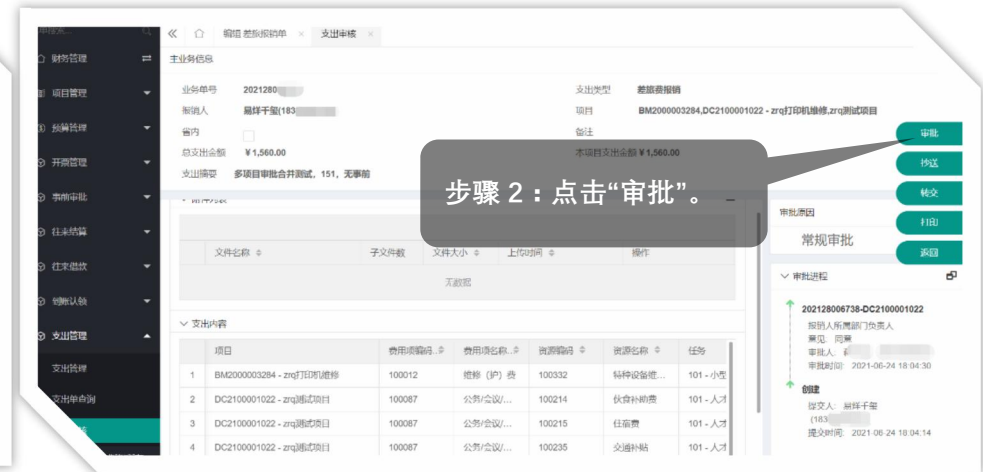 编辑 差旅报销单 × 支出审核 ×
主业务信息
财务管理
项目管理
预算管理
开票管理
事前审批
往来结算
往来借款
到账认领
支出管理
支出管理
支出单查询
业务单号 2021280
支出类型 差旅费报销
报销人 易烊千玺(183
项目 BM2000003284,DC2100001022 - zrq打印机维修,zrq测试项目
省内
备注
总支出金额 ¥1,560.00
本项目支出金额 ¥1,560.00
支出摘要 多项目审批合并测试，151，无事前
步骤 2：点击“审批”。
审批
抄送
转交
打印
返回
文件名称 子文件数 文件大小 上传时间 操作
无数据
支出内容
项目 费用项编码.. 费用项名称.. 资源编码 资源名称 任务
1 BM2000003284 - zrq打印机维修 100012 维修（护）费 100332 特种设备维... 101 - 小型
2 DC2100001022 - zrq测试项目 100087 公务/会议/... 100214 伙食补助费 101 - 人才
3 DC2100001022 - zrq测试项目 100087 公务/会议/... 100215 住宿费 101 - 人才
4 DC2100001022 - zrq测试项目 100087 公务/会议/... 100235 交通补贴 101 - 人才
审批原因
常规审批
审批进程
202128006738-DC2100001022
报销人所属部门负责人
意见: 同意
审批人:
审批时间: 2021-06-24 18:04:30
创建
提交人: 易烊千玺
(183
提交时间: 2021-06-24 18:04:14